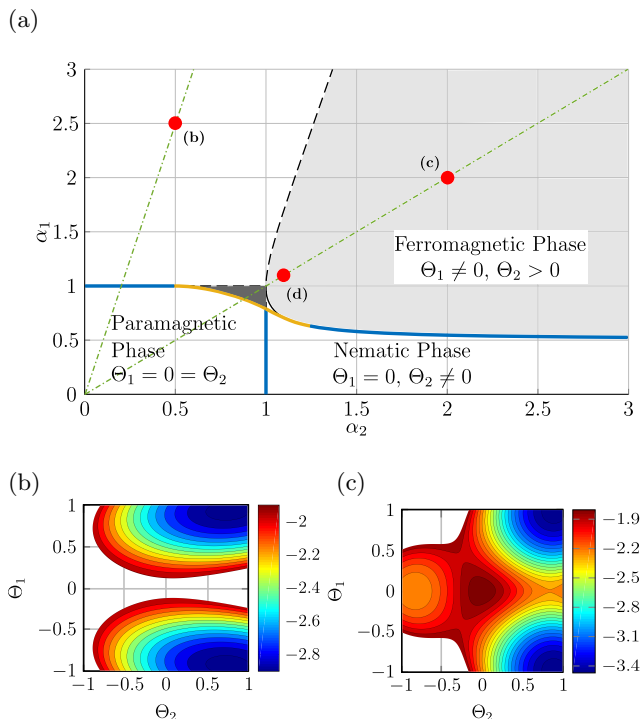 (a)
3
2.5
(b)
2
(c)
α₁
1.5
Ferromagnetic Phase
Θ₁ ≠ 0, Θ₂ > 0
1
(d)
Paramagnetic
0.5
Phase
Nematic Phase
Θ₁ = 0 = Θ₂
Θ₁ = 0, Θ₂ ≠ 0
0
0 0.5 1 1.5 2 2.5 3
α₂
(b) (c)
1 0.5 0 −0.5 −1
Θ₁
−1 −0.5 0 0.5 1
Θ₂
−2 −2.2 −2.4 −2.6 −2.8
1 0.5 0 −0.5 −1
Θ₁
−1 −0.5 0 0.5 1
Θ₂
−1.9 −2.2 −2.5 −2.8 −3.1 −3.4